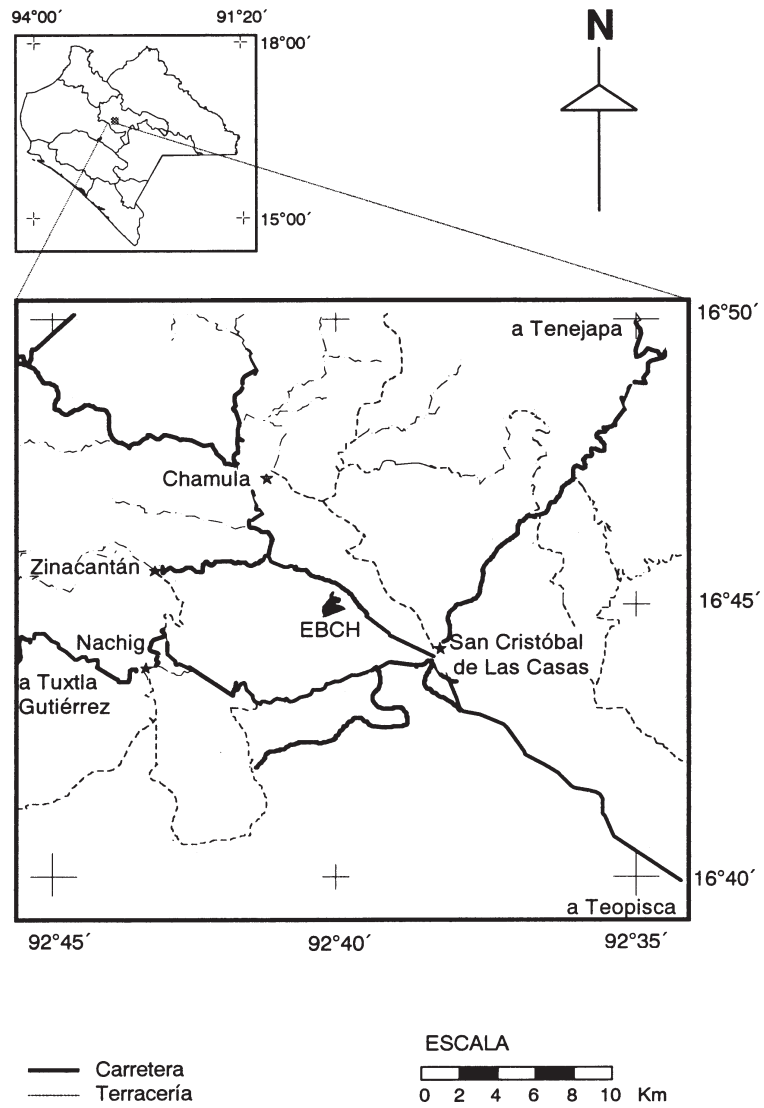 94°00´ 91°20´
18°00´
N
15°00´
16°50´
a Tenejapa
Chamula
Zinacantán
16°45´
EBCH
Nachig
San Cristóbal
de Las Casas
a Tuxtla
Gutiérrez
16°40´
a Teopisca
92°45´ 92°40´ 92°35´
ESCALA
Carretera
Terracería
0 2 4 6 8 10 Km